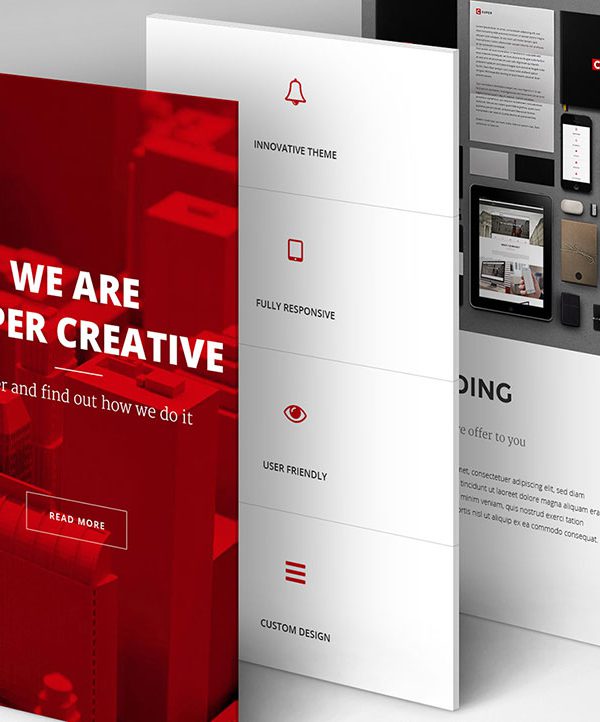 WE ARE
PER CREATIVE
and find out how we do it
READ MORE
INNOVATIVE THEME
FULLY RESPONSIVE
USER FRIENDLY
CUSTOM DESIGN
DING
offer to you
met, consectetuer adipiscing elit, sed diam
tincidunt ut laoreet dolore magna aliquam era
minim veniam, quis nostrud exerci tation
ortis nisl ut aliquip ex ea commodo consequat.